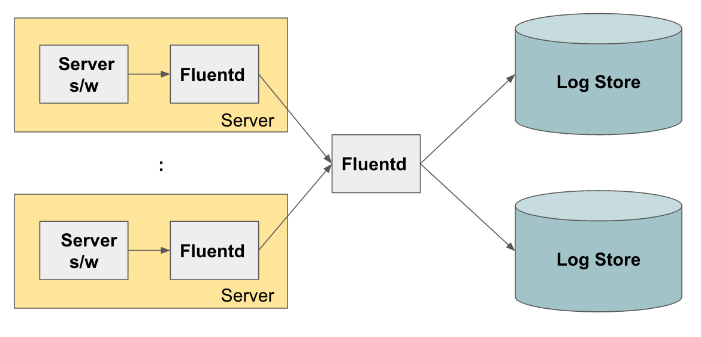 Server
s/w
Fluentd
Server
:
Server
s/w
Fluentd
Server
Fluentd
Log Store
Log Store